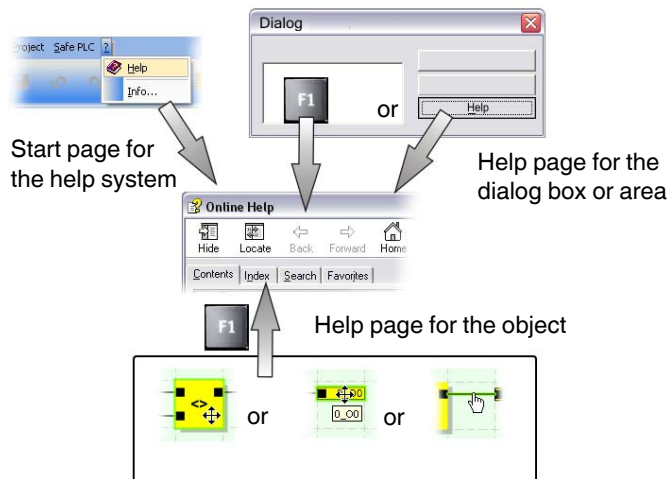 Dialog
Project Safe PLC ?
Help
Info...
F1
or
Help
Start page for
the help system
Help page for the
dialog box or area
Online Help
Hide Locate Back Forward Home
Contents Index Search Favorites
F1
Help page for the object
<>
or
0_O0
or